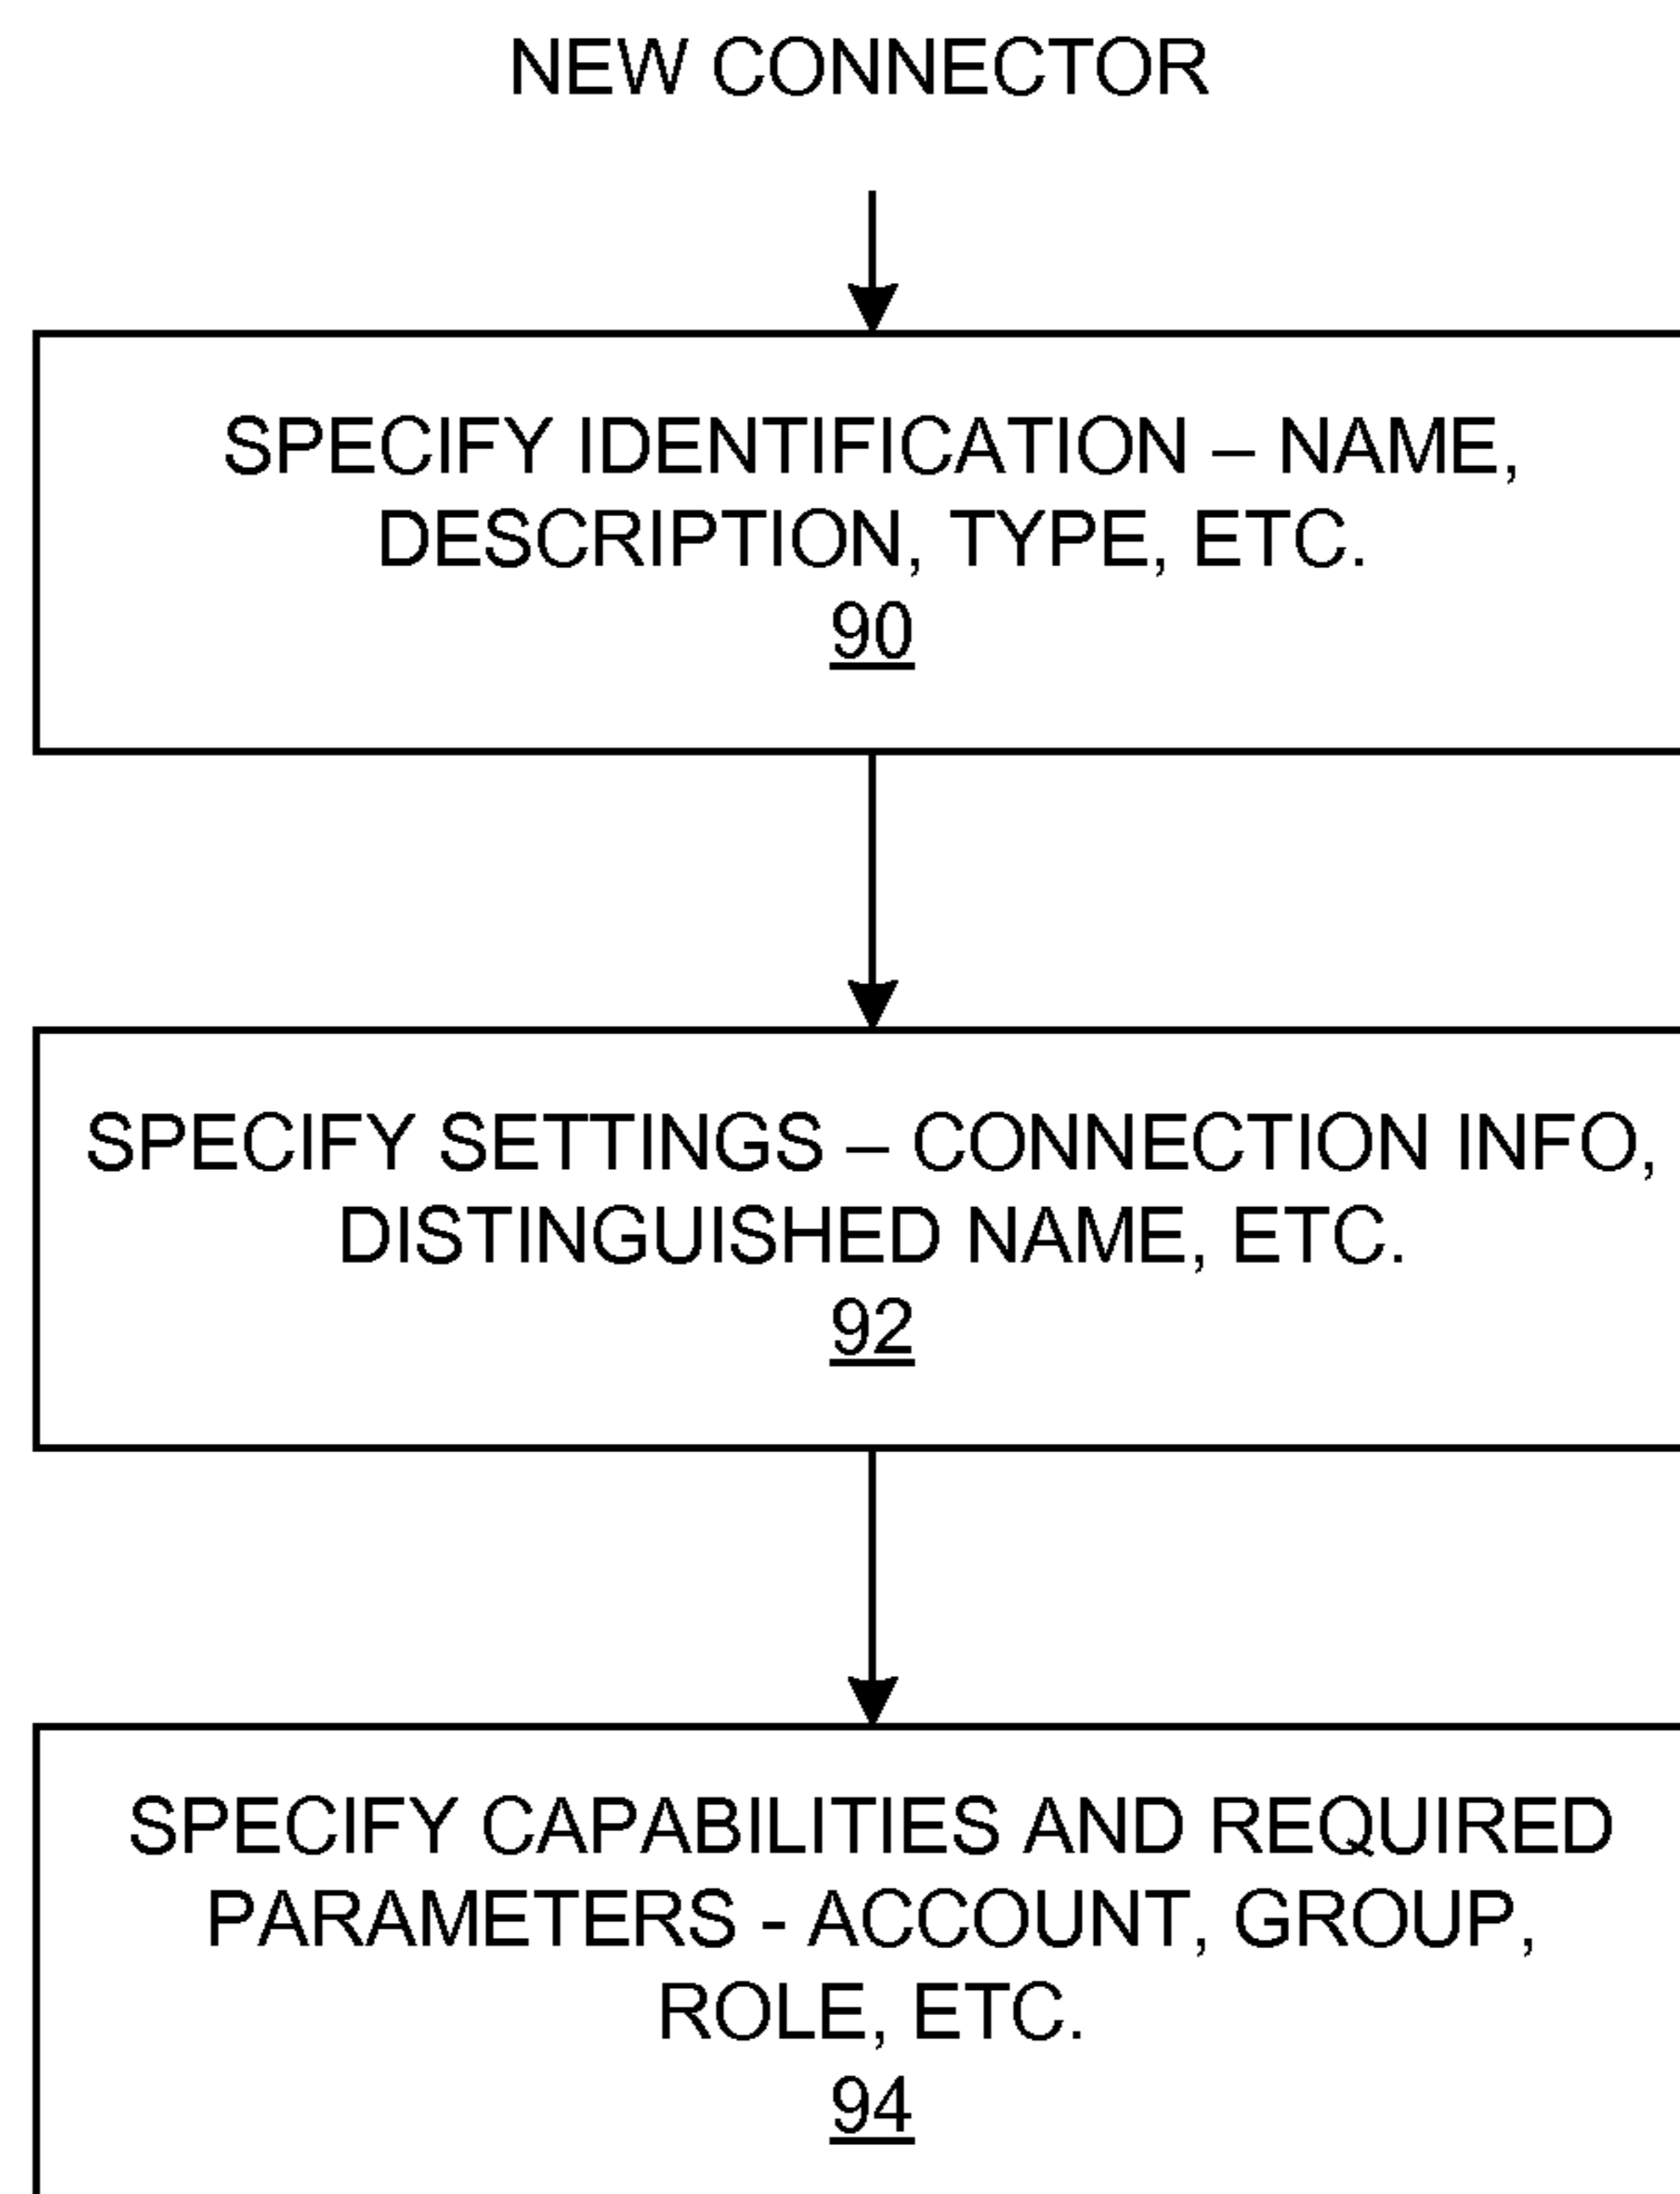 NEW CONNECTOR
SPECIFY IDENTIFICATION – NAME,
DESCRIPTION, TYPE, ETC.
90
SPECIFY SETTINGS – CONNECTION INFO,
DISTINGUISHED NAME, ETC.
92
SPECIFY CAPABILITIES AND REQUIRED
PARAMETERS - ACCOUNT, GROUP,
ROLE, ETC.
94